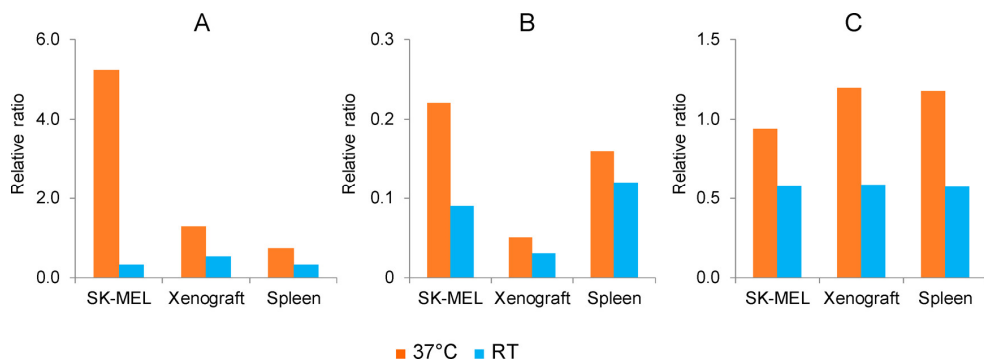 A
Relative ratio
6.0
4.0
2.0
0.0
SK-MEL Xenograft Spleen
B
Relative ratio
0.3
0.2
0.1
0
SK-MEL Xenograft Spleen
C
Relative ratio
1.5
1.0
0.5
0.0
SK-MEL Xenograft Spleen
37°C RT